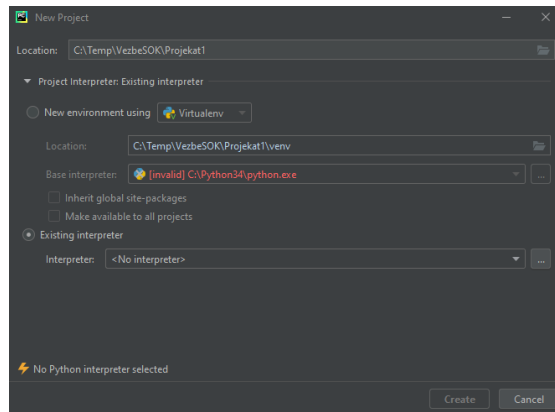 New Project
Location: C:\Temp\VezbeSOK\Projekat1
Project Interpreter: Existing interpreter
New environment using Virtualenv
Location: C:\Temp\VezbeSOK\Projekat1\venv
Base interpreter: [invalid] C:\Python34\python.exe ...
Inherit global site-packages
Make available to all projects
Existing interpreter
Interpreter: <No interpreter> ...
No Python interpreter selected
Create Cancel